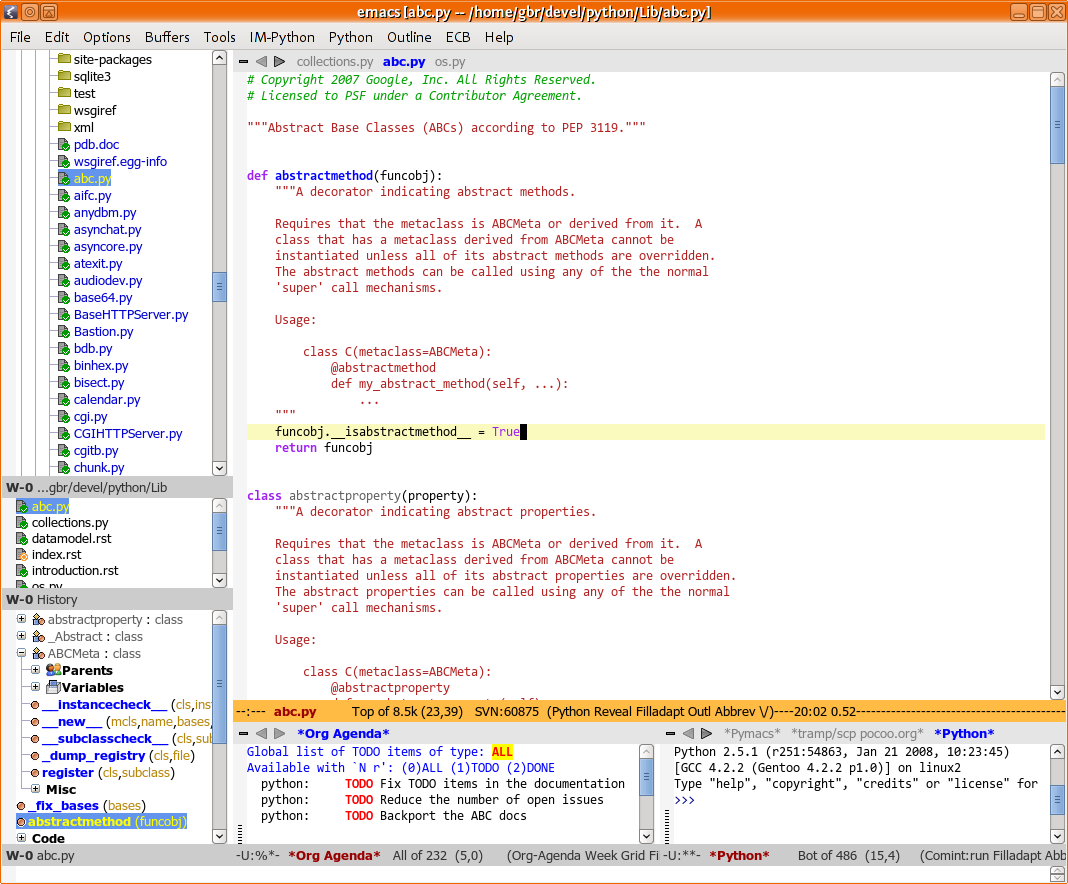 emacs [abc.py -- /home/gbr/devel/python/Lib/abc.py]
File Edit Options Buffers Tools IM-Python Python Outline ECB Help
site-packages
sqlite3
test
wsgiref
xml
pdb.doc
wsgiref.egg-info
abc.py
aifc.py
anydbm.py
asynchat.py
asyncore.py
atexit.py
audiodev.py
base64.py
BaseHTTPServer.py
Bastion.py
bdb.py
binhex.py
bisect.py
calendar.py
cgi.py
CGIHTTPServer.py
cgitb.py
chunk.py
W-0 ...gbr/devel/python/Lib
abc.py
collections.py
datamodel.rst
index.rst
introduction.rst
os.py
W-0 History
abstractproperty : class
_Abstract : class
ABCMeta : class
Parents
Variables
__instancecheck__ (cls,inst
__new__ (mcls,name,bases,
__subclasscheck__ (cls,sub
_dump_registry (cls,file)
register (cls,subclass)
Misc
_fix_bases (bases)
abstractmethod (funcobj)
Code
W-0 abc.py
collections.py abc.py os.py
# Copyright 2007 Google, Inc. All Rights Reserved.
# Licensed to PSF under a Contributor Agreement.
"""Abstract Base Classes (ABCs) according to PEP 3119."""
def abstractmethod(funcobj):
"""A decorator indicating abstract methods.
Requires that the metaclass is ABCMeta or derived from it.  A
class that has a metaclass derived from ABCMeta cannot be
instantiated unless all of its abstract methods are overridden.
The abstract methods can be called using any of the the normal
'super' call mechanisms.
Usage:
class C(metaclass=ABCMeta):
@abstractmethod
def my_abstract_method(self, ...):
...
"""
funcobj.__isabstractmethod__ = True
return funcobj
class abstractproperty(property):
"""A decorator indicating abstract properties.
Requires that the metaclass is ABCMeta or derived from it.  A
class that has a metaclass derived from ABCMeta cannot be
instantiated unless all of its abstract properties are overridden.
The abstract properties can be called using any of the the normal
'super' call mechanisms.
Usage:
class C(metaclass=ABCMeta):
@abstractproperty
--:--- abc.py Top of 8.5k (23,39) SVN:60875 (Python Reveal Filladapt Outl Abbrev \/)----20:02 0.52----
*Org Agenda*
Global list of TODO items of type: ALL
Available with `N r': (0)ALL (1)TODO (2)DONE
python: TODO Fix TODO items in the documentation
python: TODO Reduce the number of open issues
python: TODO Backport the ABC docs
-U:%*- *Org Agenda* All of 232 (5,0) (Org-Agenda Week Grid Fi
*Pymacs* *tramp/scp pocoo.org* *Python*
Python 2.5.1 (r251:54863, Jan 21 2008, 10:23:45)
[GCC 4.2.2 (Gentoo 4.2.2 p1.0)] on linux2
Type "help", "copyright", "credits" or "license" for
>>>
-U:**- *Python* Bot of 486 (15,4) (Comint:run Filladapt Abb